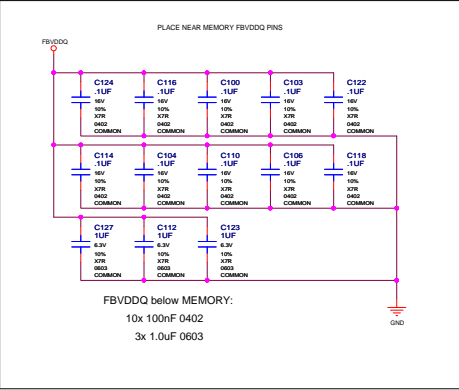 PLACE NEAR MEMORY FBVDDQ PINS
FBVDDQ
C124 C116 C100 C103 C122
.1UF .1UF .1UF .1UF .1UF
16V 16V 16V 16V 16V
10% 10% 10% 10% 10%
X7R X7R X7R X7R X7R
0402 0402 0402 0402 0402
COMMON COMMON COMMON COMMON COMMON
C114 C104 C110 C106 C118
.1UF .1UF .1UF .1UF .1UF
16V 16V 16V 16V 16V
10% 10% 10% 10% 10%
X7R X7R X7R X7R X7R
0402 0402 0402 0402 0402
COMMON COMMON COMMON COMMON COMMON
C127 C112 C123
1UF 1UF 1UF
6.3V 6.3V 6.3V
10% 10% 10%
X7R X7R X7R
0603 0603 0603
COMMON COMMON COMMON
FBVDDQ below MEMORY:
10x 100nF 0402
3x 1.0uF 0603
GND